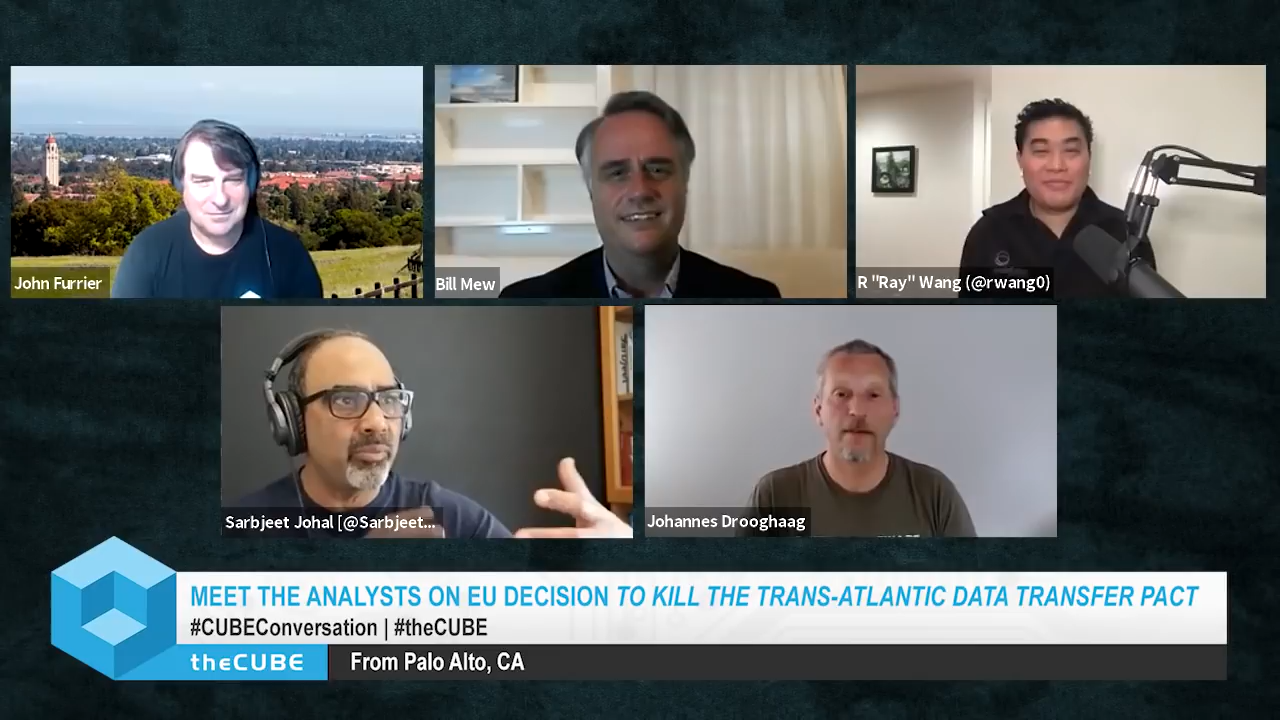 John Furrier
Bill Mew
R "Ray" Wang (@rwang0)
Sarbjeet Johal [@Sarbjeet...
Johannes Drooghaag
MEET THE ANALYSTS ON EU DECISION TO KILL THE TRANS-ATLANTIC DATA TRANSFER PACT
#CUBEConversation | #theCUBE
theCUBE
From Palo Alto, CA